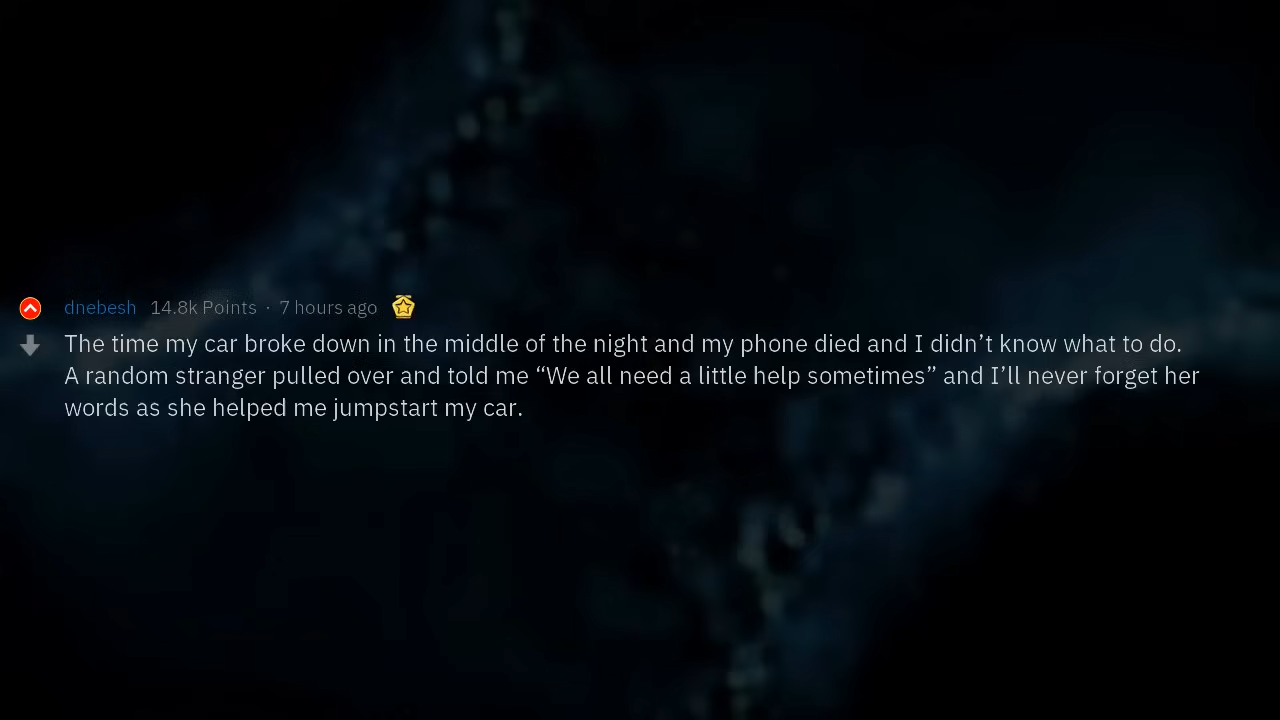 dnebesh 14.8k Points · 7 hours ago
The time my car broke down in the middle of the night and my phone died and I didn’t know what to do.
A random stranger pulled over and told me “We all need a little help sometimes” and I’ll never forget her
words as she helped me jumpstart my car.